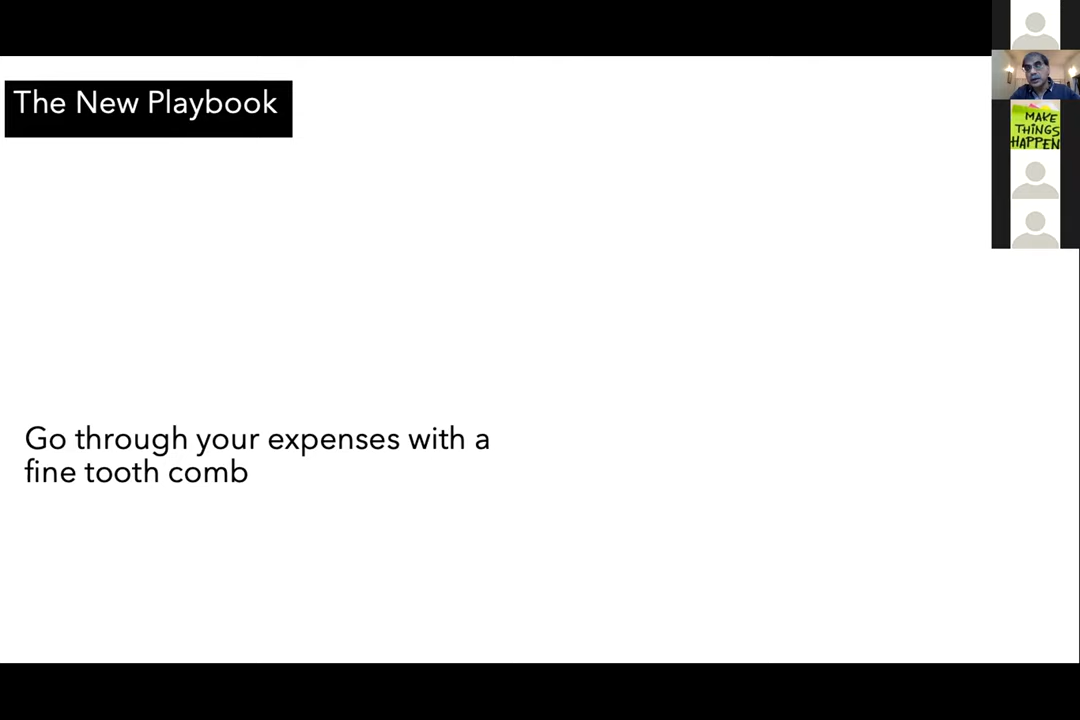 The New Playbook
MAKE
THINGS
HAPPEN
Go through your expenses with a
fine tooth comb